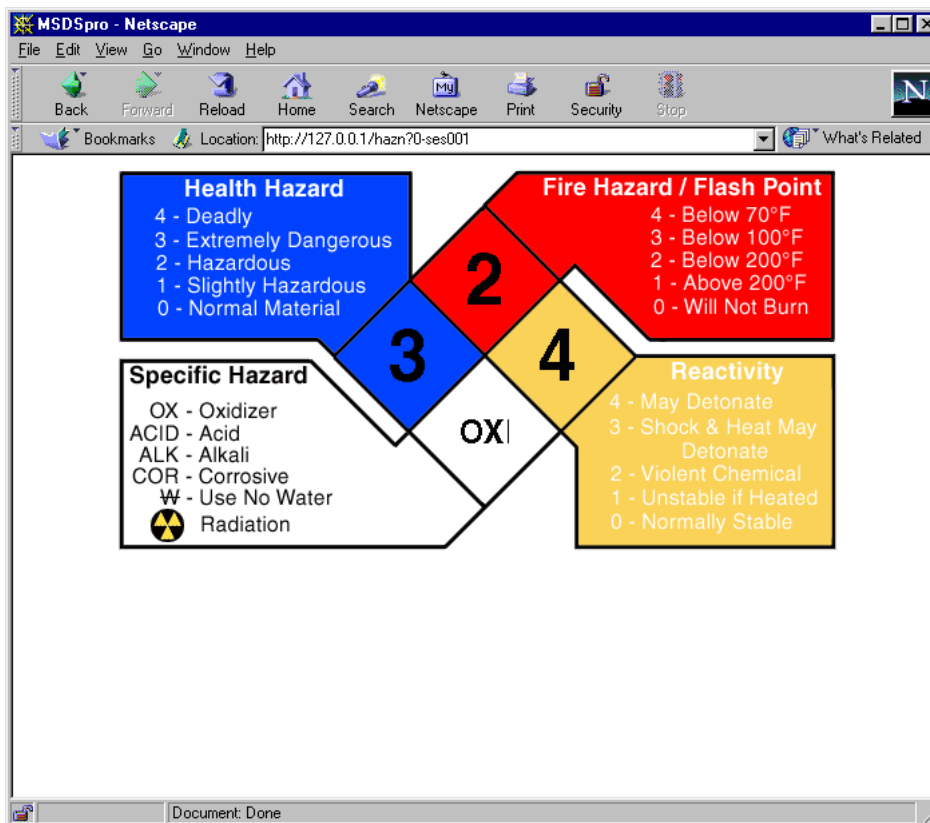 MSDSpro - Netscape
File Edit View Go Window Help
Back Forward Reload Home Search My Netscape Print Security Stop N
Bookmarks Location: http://127.0.0.1/hazn?0-ses001 What's Related
Health Hazard
4 - Deadly
3 - Extremely Dangerous
2 - Hazardous
1 - Slightly Hazardous
0 - Normal Material
Fire Hazard / Flash Point
4 - Below 70°F
3 - Below 100°F
2 - Below 200°F
1 - Above 200°F
0 - Will Not Burn
2
3
4
OX
Specific Hazard
OX - Oxidizer
ACID - Acid
ALK - Alkali
COR - Corrosive
W - Use No Water
Radiation
Reactivity
4 - May Detonate
3 - Shock & Heat May
Detonate
2 - Violent Chemical
1 - Unstable if Heated
0 - Normally Stable
Document: Done